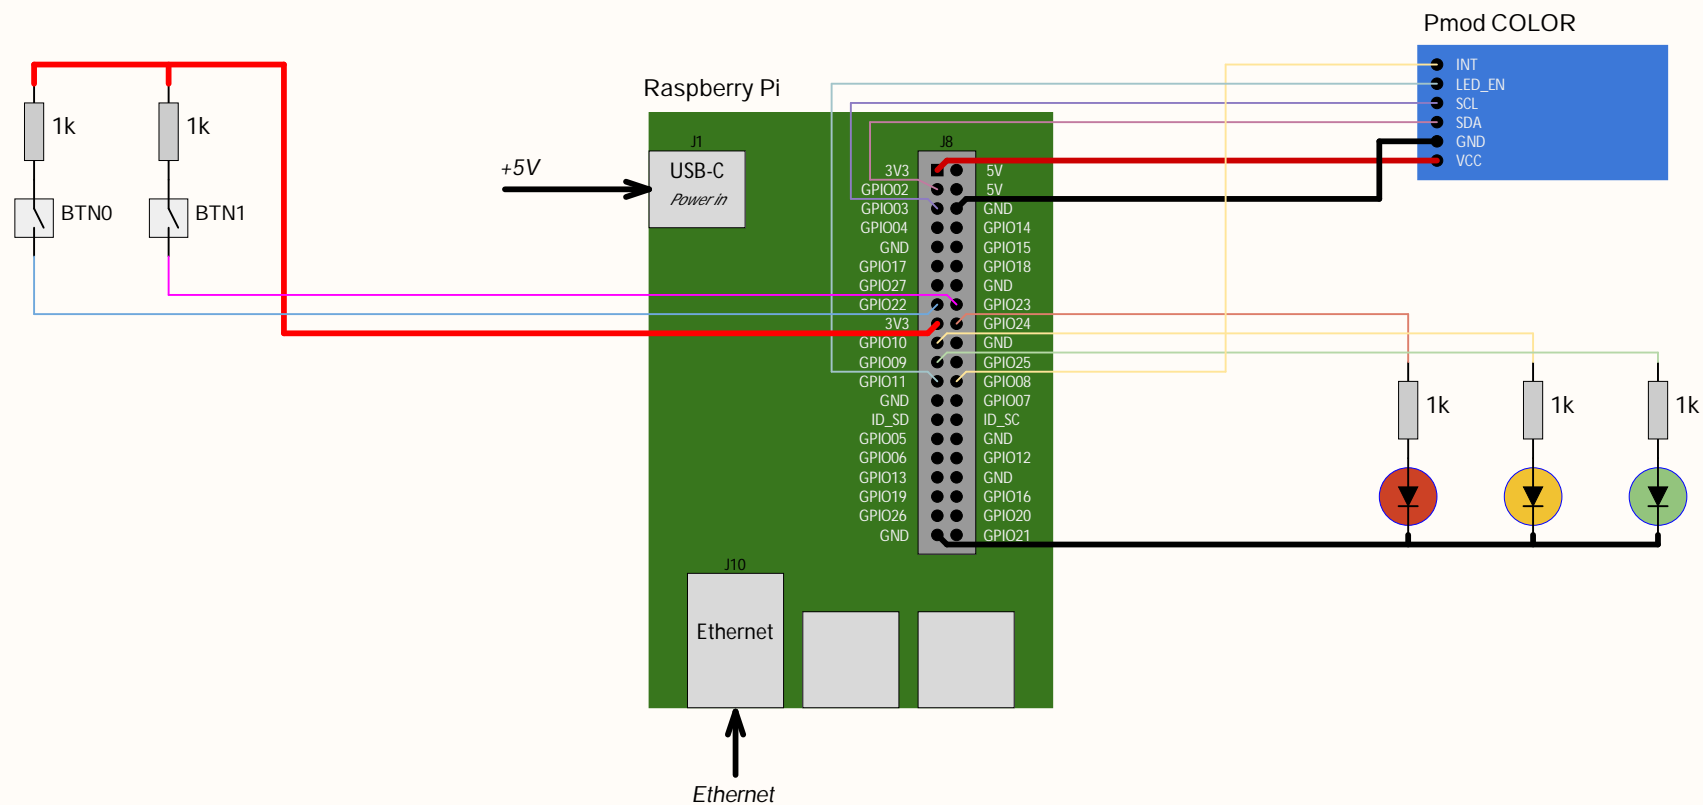 Pmod COLOR
INT
LED_EN
SCL
SDA
GND
VCC
1k
1k
BTN0
BTN1
Raspberry Pi
+5V
J1
USB-C
Power in
J8
3V3 5V
GPIO02 5V
GPIO03 GND
GPIO04 GPIO14
GND GPIO15
GPIO17 GPIO18
GPIO27 GND
GPIO22 GPIO23
3V3 GPIO24
GPIO10 GND
GPIO09 GPIO25
GPIO11 GPIO08
GND GPIO07
ID_SD ID_SC
GPIO05 GND
GPIO06 GPIO12
GPIO13 GND
GPIO19 GPIO16
GPIO26 GPIO20
GND GPIO21
1k
1k
1k
J10
Ethernet
Ethernet